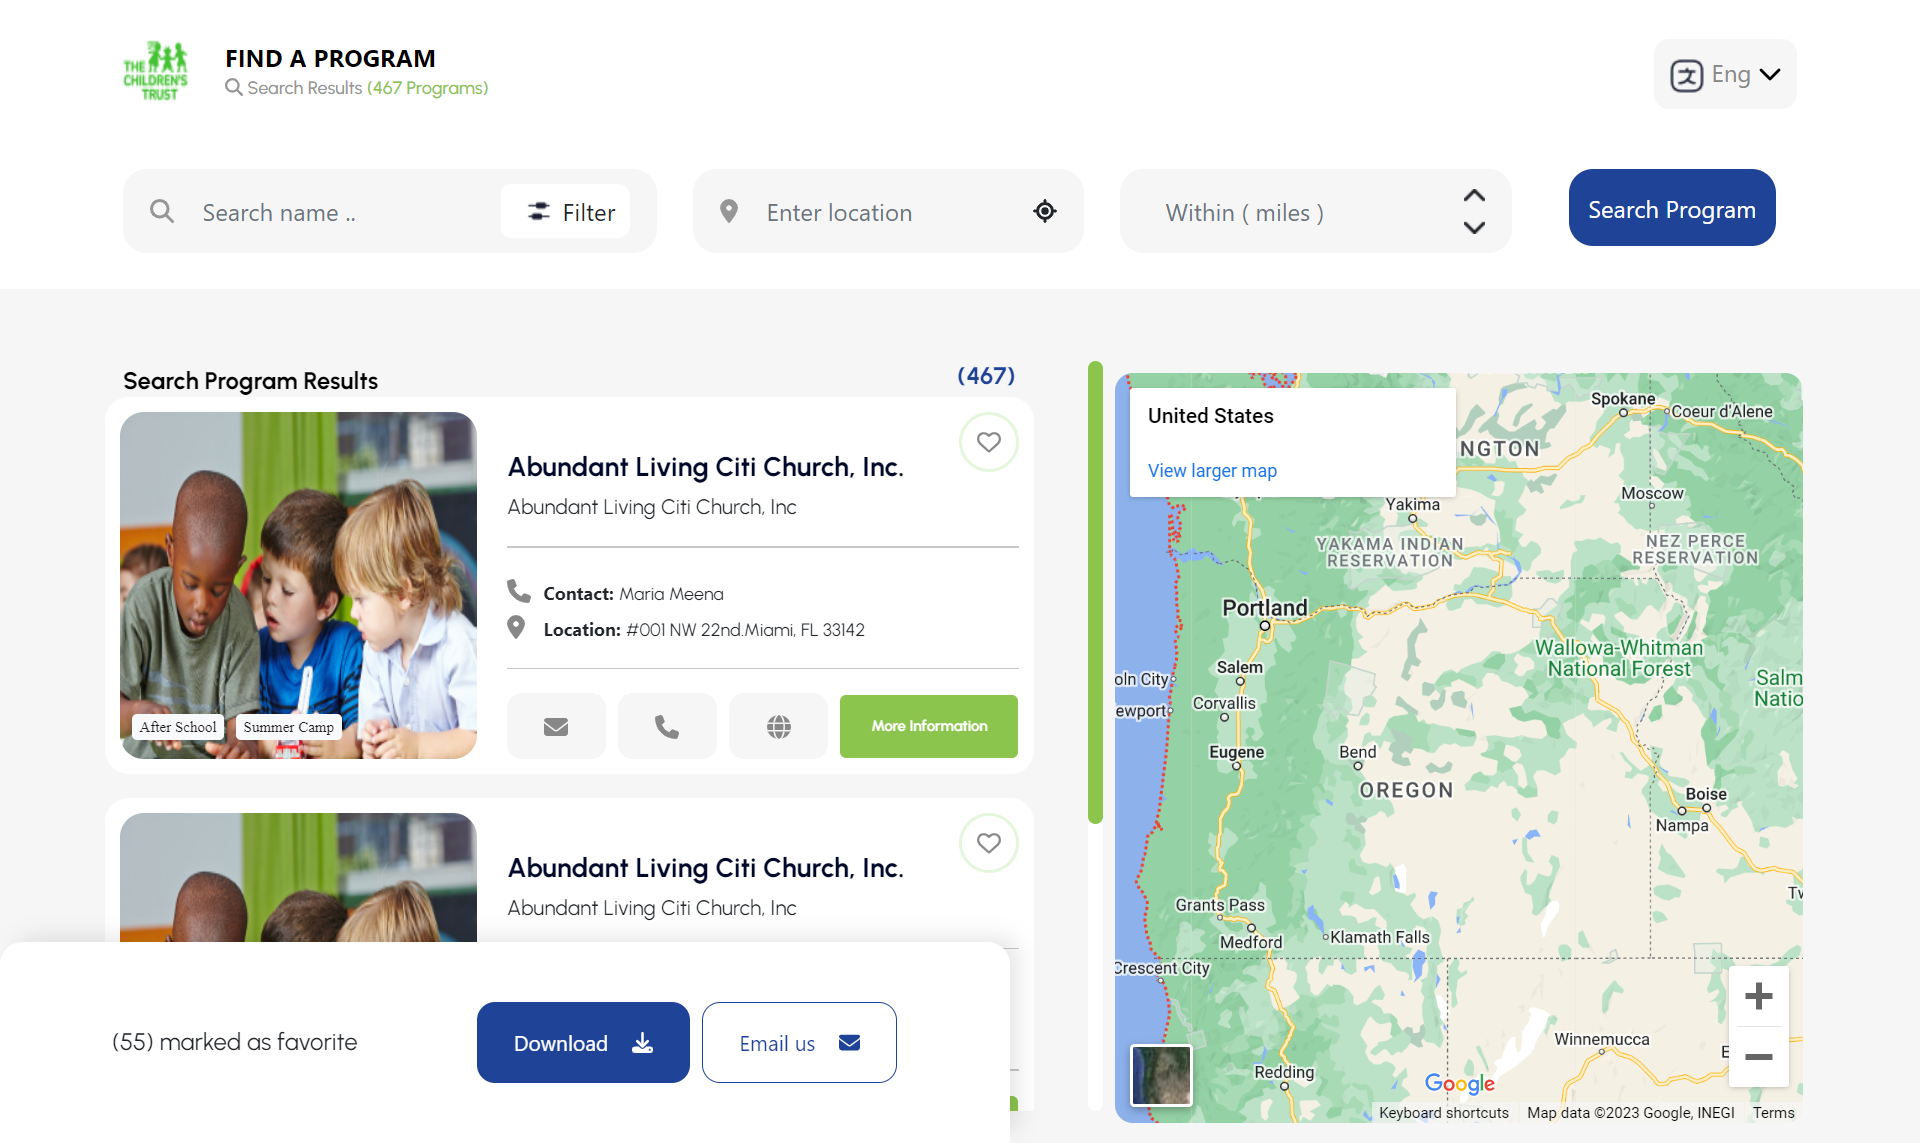 THE
CHILDREN'S
TRUST
FIND A PROGRAM
Search Results (467 Programs)
Eng
Search name ..
Filter
Enter location
Within ( miles )
Search Program
Search Program Results
(467)
Abundant Living Citi Church, Inc.
Abundant Living Citi Church, Inc
Contact: Maria Meena
Location: #001 NW 22nd.Miami, FL 33142
After School
Summer Camp
More Information
Abundant Living Citi Church, Inc.
Abundant Living Citi Church, Inc
(55) marked as favorite
Download
Email us
United States
View larger map
Spokane
Coeur d'Alene
NGTON
Moscow
Yakima
YAKAMA INDIAN
RESERVATION
NEZ PERCE
RESERVATION
Portland
Wallowa-Whitman
National Forest
Salem
oln City
Salm
Natio
Corvallis
ewport
Eugene
Bend
OREGON
Boise
Nampa
Tw
Grants Pass
Medford
Klamath Falls
Crescent City
Winnemucca
E
Redding
Google
Keyboard shortcuts
Map data ©2023 Google, INEGI
Terms